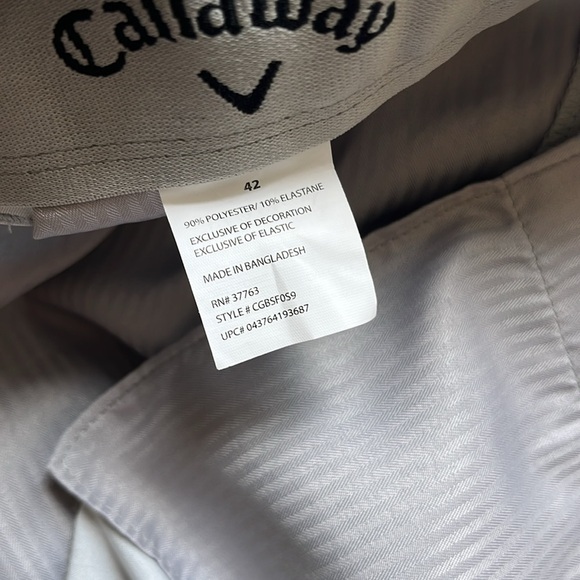 Callaway
42
90% POLYESTER/ 10% ELASTANE
EXCLUSIVE OF DECORATION
EXCLUSIVE OF ELASTIC
MADE IN BANGLADESH
RN# 37763
STYLE # CGBSF0S9
UPC# 043764193687